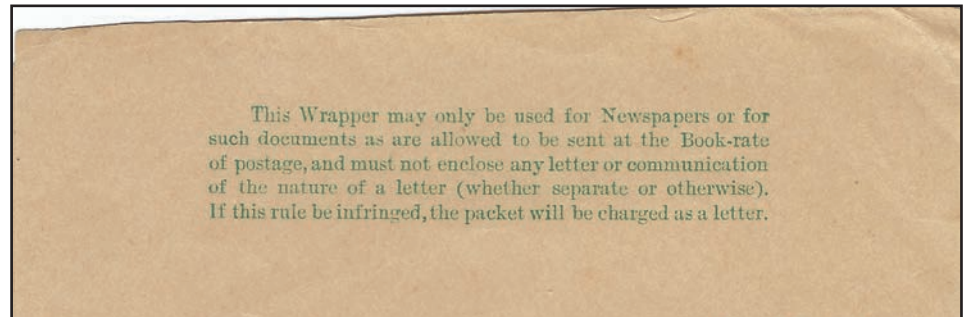 This Wrapper may only be used for Newspapers or for
such documents as are allowed to be sent at the Book-rate
of postage, and must not enclose any letter or communication
of the nature of a letter (whether separate or otherwise).
If this rule be infringed, the packet will be charged as a letter.